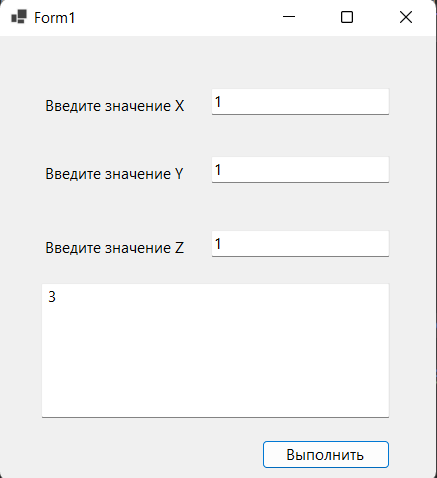 Form1
Введите значение X
1
Введите значение Y
1
Введите значение Z
1
3
Выполнить